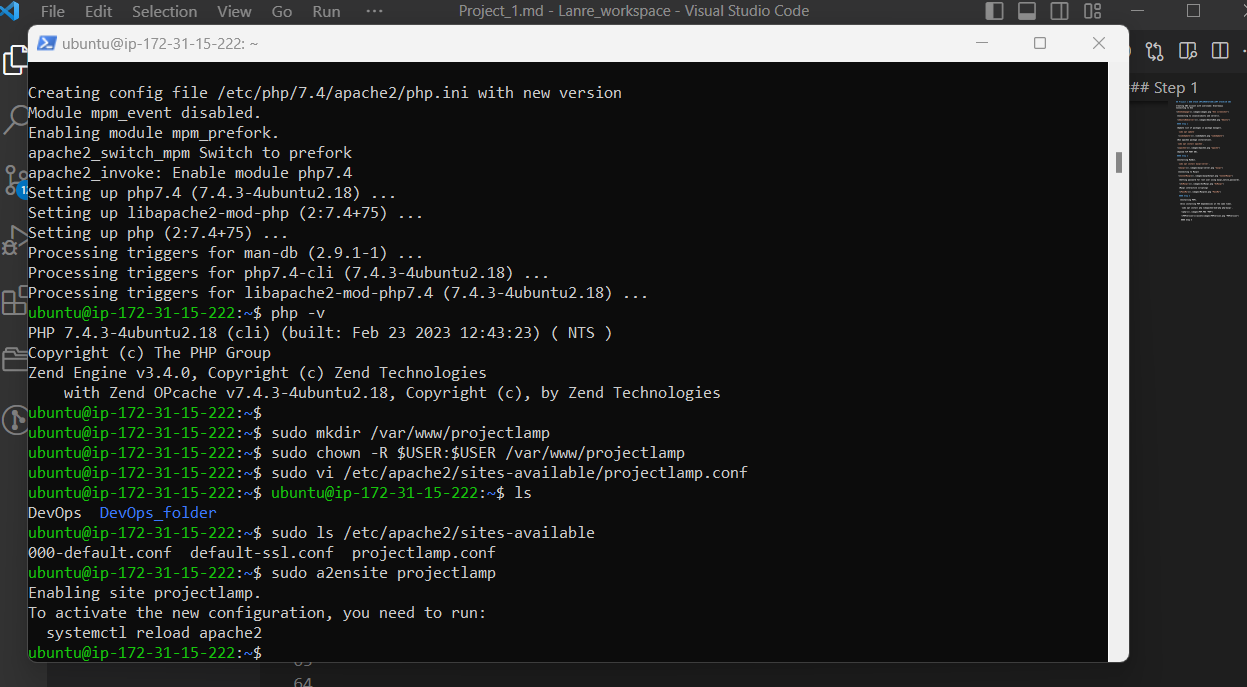 File Edit Selection View Go Run ··· Project_1.md - Lanre_workspace - Visual Studio Code
ubuntu@ip-172-31-15-222: ~
## Step 1
Creating config file /etc/php/7.4/apache2/php.ini with new version
Module mpm_event disabled.
Enabling module mpm_prefork.
apache2_switch_mpm Switch to prefork
apache2_invoke: Enable module php7.4
Setting up php7.4 (7.4.3-4ubuntu2.18) ...
Setting up libapache2-mod-php (2:7.4+75) ...
Setting up php (2:7.4+75) ...
Processing triggers for man-db (2.9.1-1) ...
Processing triggers for php7.4-cli (7.4.3-4ubuntu2.18) ...
Processing triggers for libapache2-mod-php7.4 (7.4.3-4ubuntu2.18) ...
ubuntu@ip-172-31-15-222:~$ php -v
PHP 7.4.3-4ubuntu2.18 (cli) (built: Feb 23 2023 12:43:23) ( NTS )
Copyright (c) The PHP Group
Zend Engine v3.4.0, Copyright (c) Zend Technologies
    with Zend OPcache v7.4.3-4ubuntu2.18, Copyright (c), by Zend Technologies
ubuntu@ip-172-31-15-222:~$
ubuntu@ip-172-31-15-222:~$ sudo mkdir /var/www/projectlamp
ubuntu@ip-172-31-15-222:~$ sudo chown -R $USER:$USER /var/www/projectlamp
ubuntu@ip-172-31-15-222:~$ sudo vi /etc/apache2/sites-available/projectlamp.conf
ubuntu@ip-172-31-15-222:~$ ubuntu@ip-172-31-15-222:~$ ls
DevOps  DevOps_folder
ubuntu@ip-172-31-15-222:~$ sudo ls /etc/apache2/sites-available
000-default.conf  default-ssl.conf  projectlamp.conf
ubuntu@ip-172-31-15-222:~$ sudo a2ensite projectlamp
Enabling site projectlamp.
To activate the new configuration, you need to run:
  systemctl reload apache2
ubuntu@ip-172-31-15-222:~$
64